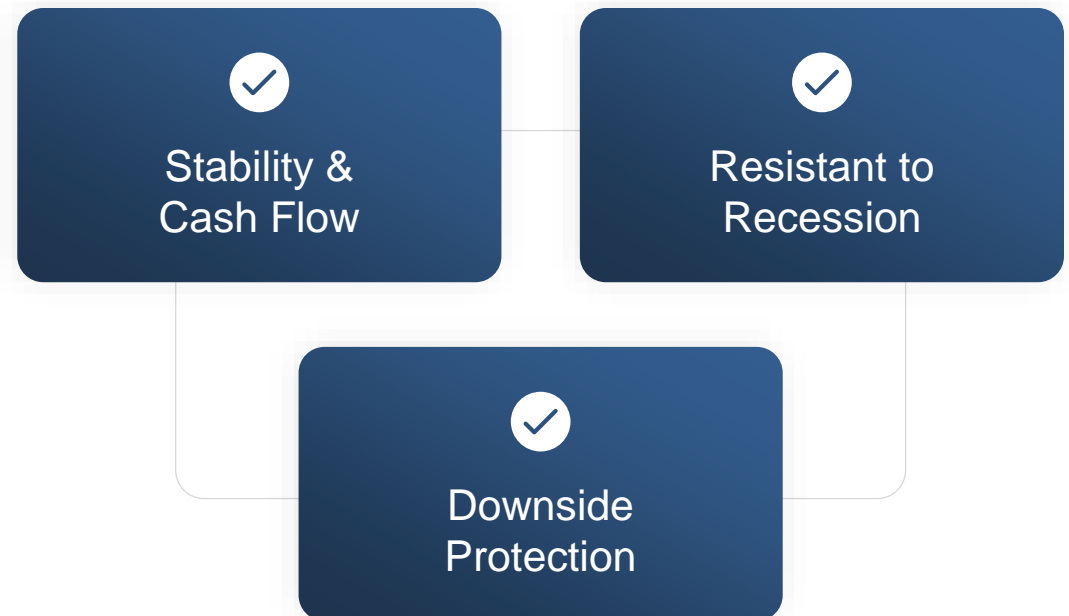 Stability &
Cash Flow
Resistant to
Recession
Downside
Protection